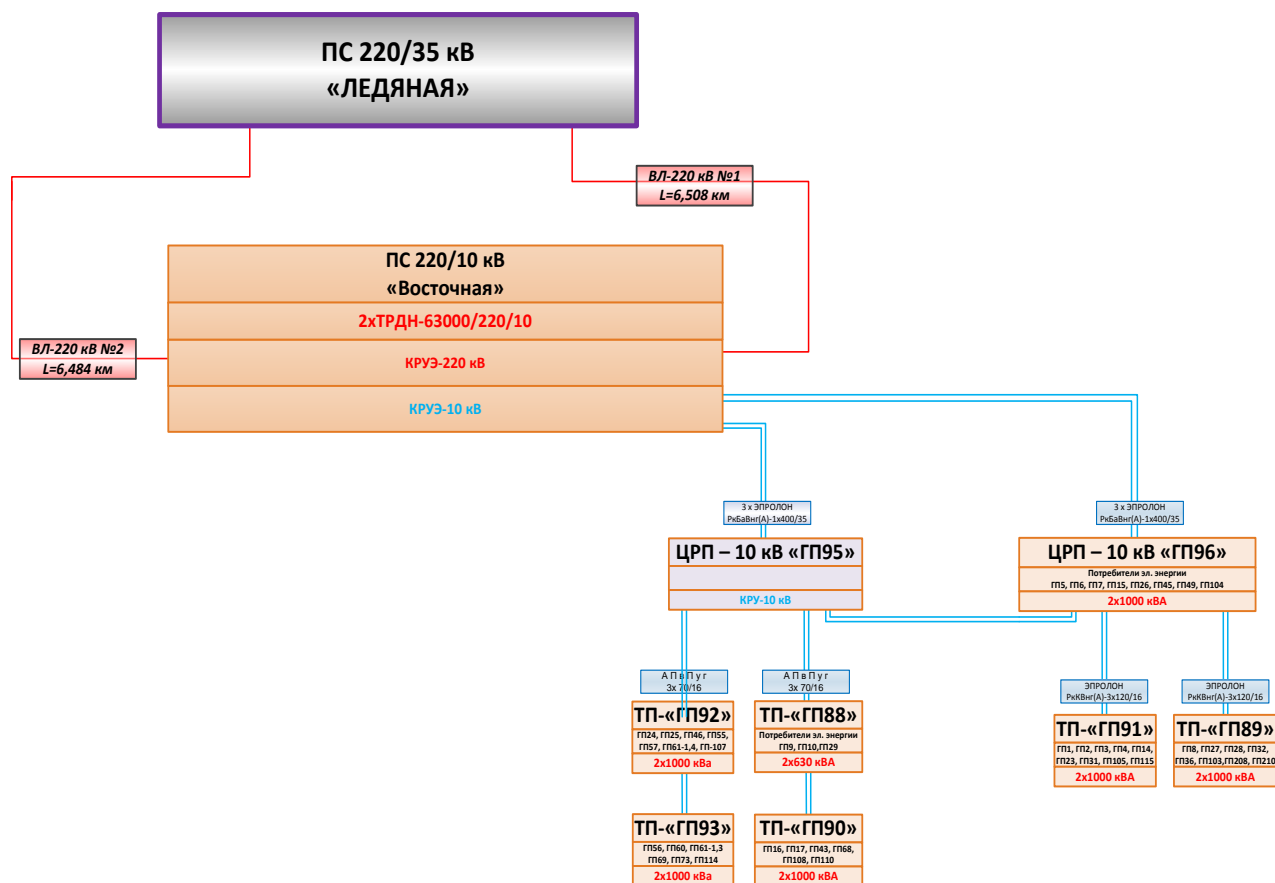 ПС 220/35 кВ
«ЛЕДЯНАЯ»
ВЛ-220 кВ №1
L=6,508 км
ПС 220/10 кВ
«Восточная»
2хТРДН-63000/220/10
ВЛ-220 кВ №2
L=6,484 км
КРУЭ-220 кВ
КРУЭ-10 кВ
3 х ЭПРОЛОН
РкБаВнг(А)-1х400/35
3 х ЭПРОЛОН
РкБаВнг(А)-1х400/35
ЦРП – 10 кВ «ГП95»
КРУ-10 кВ
ЦРП – 10 кВ «ГП96»
Потребители эл. энергии
ГП5, ГП6, ГП7, ГП15, ГП26, ГП45, ГП49, ГП104
2х1000 кВА
А П в П у г
3х 70/16
А П в П у г
3х 70/16
ЭПРОЛОН
РкКВнг(А)-3х120/16
ЭПРОЛОН
РкКВнг(А)-3х120/16
ТП-«ГП92»
ГП24, ГП25, ГП46, ГП55,
ГП57, ГП61-1,4, ГП-107
2х1000 кВа
ТП-«ГП88»
Потребители эл. энергии
ГП9, ГП10,ГП29
2х630 кВА
ТП-«ГП91»
ГП1, ГП2, ГП3, ГП4, ГП14,
ГП23, ГП31, ГП105, ГП115
2х1000 кВА
ТП-«ГП89»
ГП8, ГП27, ГП28, ГП32,
ГП36, ГП103,ГП208, ГП210
2х1000 кВА
ТП-«ГП93»
ГП56, ГП60, ГП61-1,3
ГП69, ГП73, ГП114
2х1000 кВа
ТП-«ГП90»
ГП16, ГП17, ГП43, ГП68,
ГП108, ГП110
2х1000 кВА